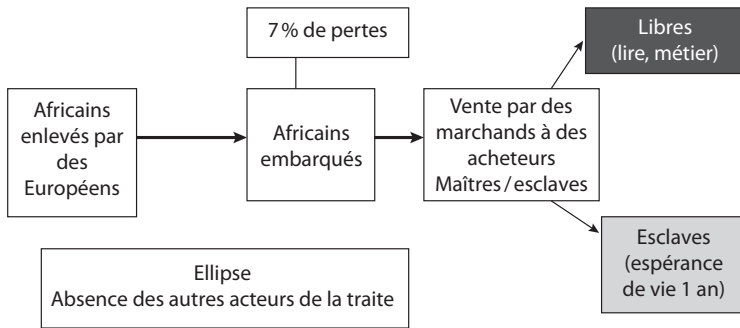 7 % de pertes
Libres
(lire, métier)
Africains
enlevés par
des
Européens
Africains
embarqués
Vente par des
marchands à des
acheteurs
Maîtres / esclaves
Ellipse
Absence des autres acteurs de la traite
Esclaves
(espérance
de vie 1 an)